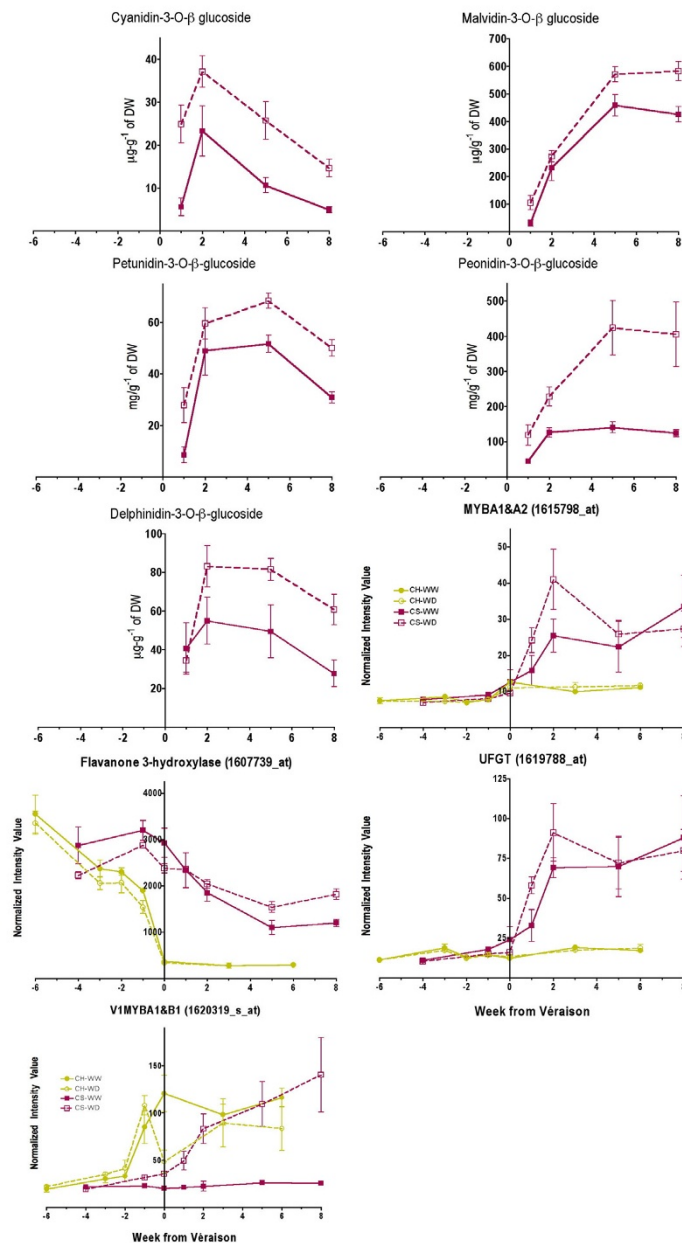 Cyanidin-3-O-β glucoside
Malvidin-3-O-β glucoside
40
30
20
10
µg-g-¹ of DW
-6 -4 -2 0 2 4 6 8
700
600
500
400
300
200
100
µg/g-¹ of DW
-6 -4 -2 0 2 4 6 8
Petunidin-3-O-β-glucoside
Peonidin-3-O-β-glucoside
60
40
20
mg/g-¹ of DW
-6 -4 -2 0 2 4 6 8
500
400
300
200
100
mg/g-¹ of DW
-6 -4 -2 0 2 4 6 8
Delphinidin-3-O-β-glucoside
MYBA1&A2 (1615798_at)
100
80
60
40
20
µg-g-¹ of DW
-6 -4 -2 0 2 4 6 8
50
40
30
20
10
Normalized Intensity Value
CH-WW
CH-WD
CS-WW
CS-WD
-6 -4 -2 0 2 4 6 8
Flavanone 3-hydroxylase (1607739_at)
UFGT (1619788_at)
4000
3000
2000
1000
Normalized Intensity Value
-6 -4 -2 0 2 4 6 8
125
100
75
50
25
Normalized Intensity Value
-6 -4 -2 0 2 4 6 8
Week from Vèraison
V1MYBA1&B1 (1620319_s_at)
150
100
50
Normalized Intensity Value
CH-WW
CH-WD
CS-WW
CS-WD
-6 -4 -2 0 2 4 6 8
Week from Vèraison